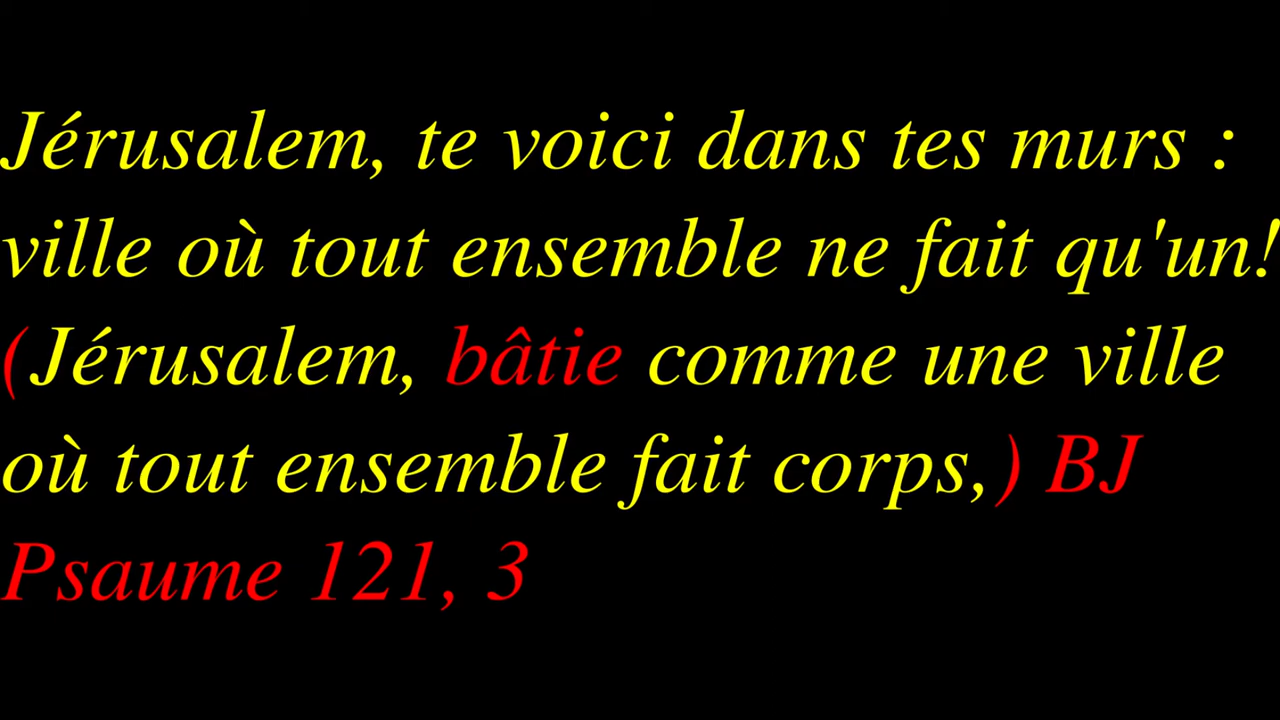 Jérusalem, te voici dans tes murs :
ville où tout ensemble ne fait qu'un!
(Jérusalem, bâtie comme une ville
où tout ensemble fait corps,) BJ
Psaume 121, 3